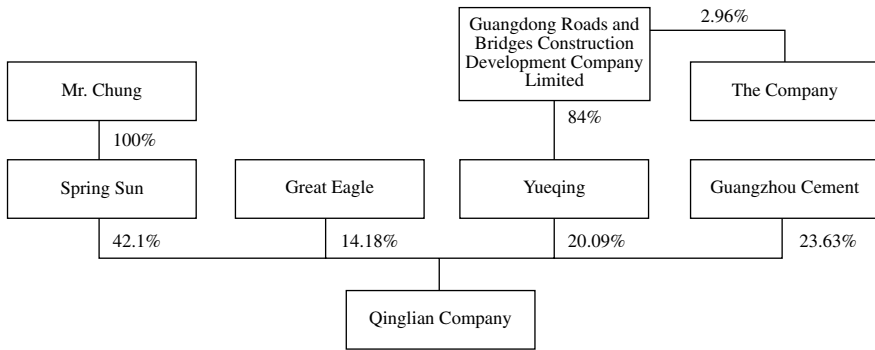 Guangdong Roads and
Bridges Construction
Development Company
Limited
2.96%
Mr. Chung
The Company
100%
84%
Spring Sun
Great Eagle
Yueqing
Guangzhou Cement
42.1%
14.18%
20.09%
23.63%
Qinglian Company